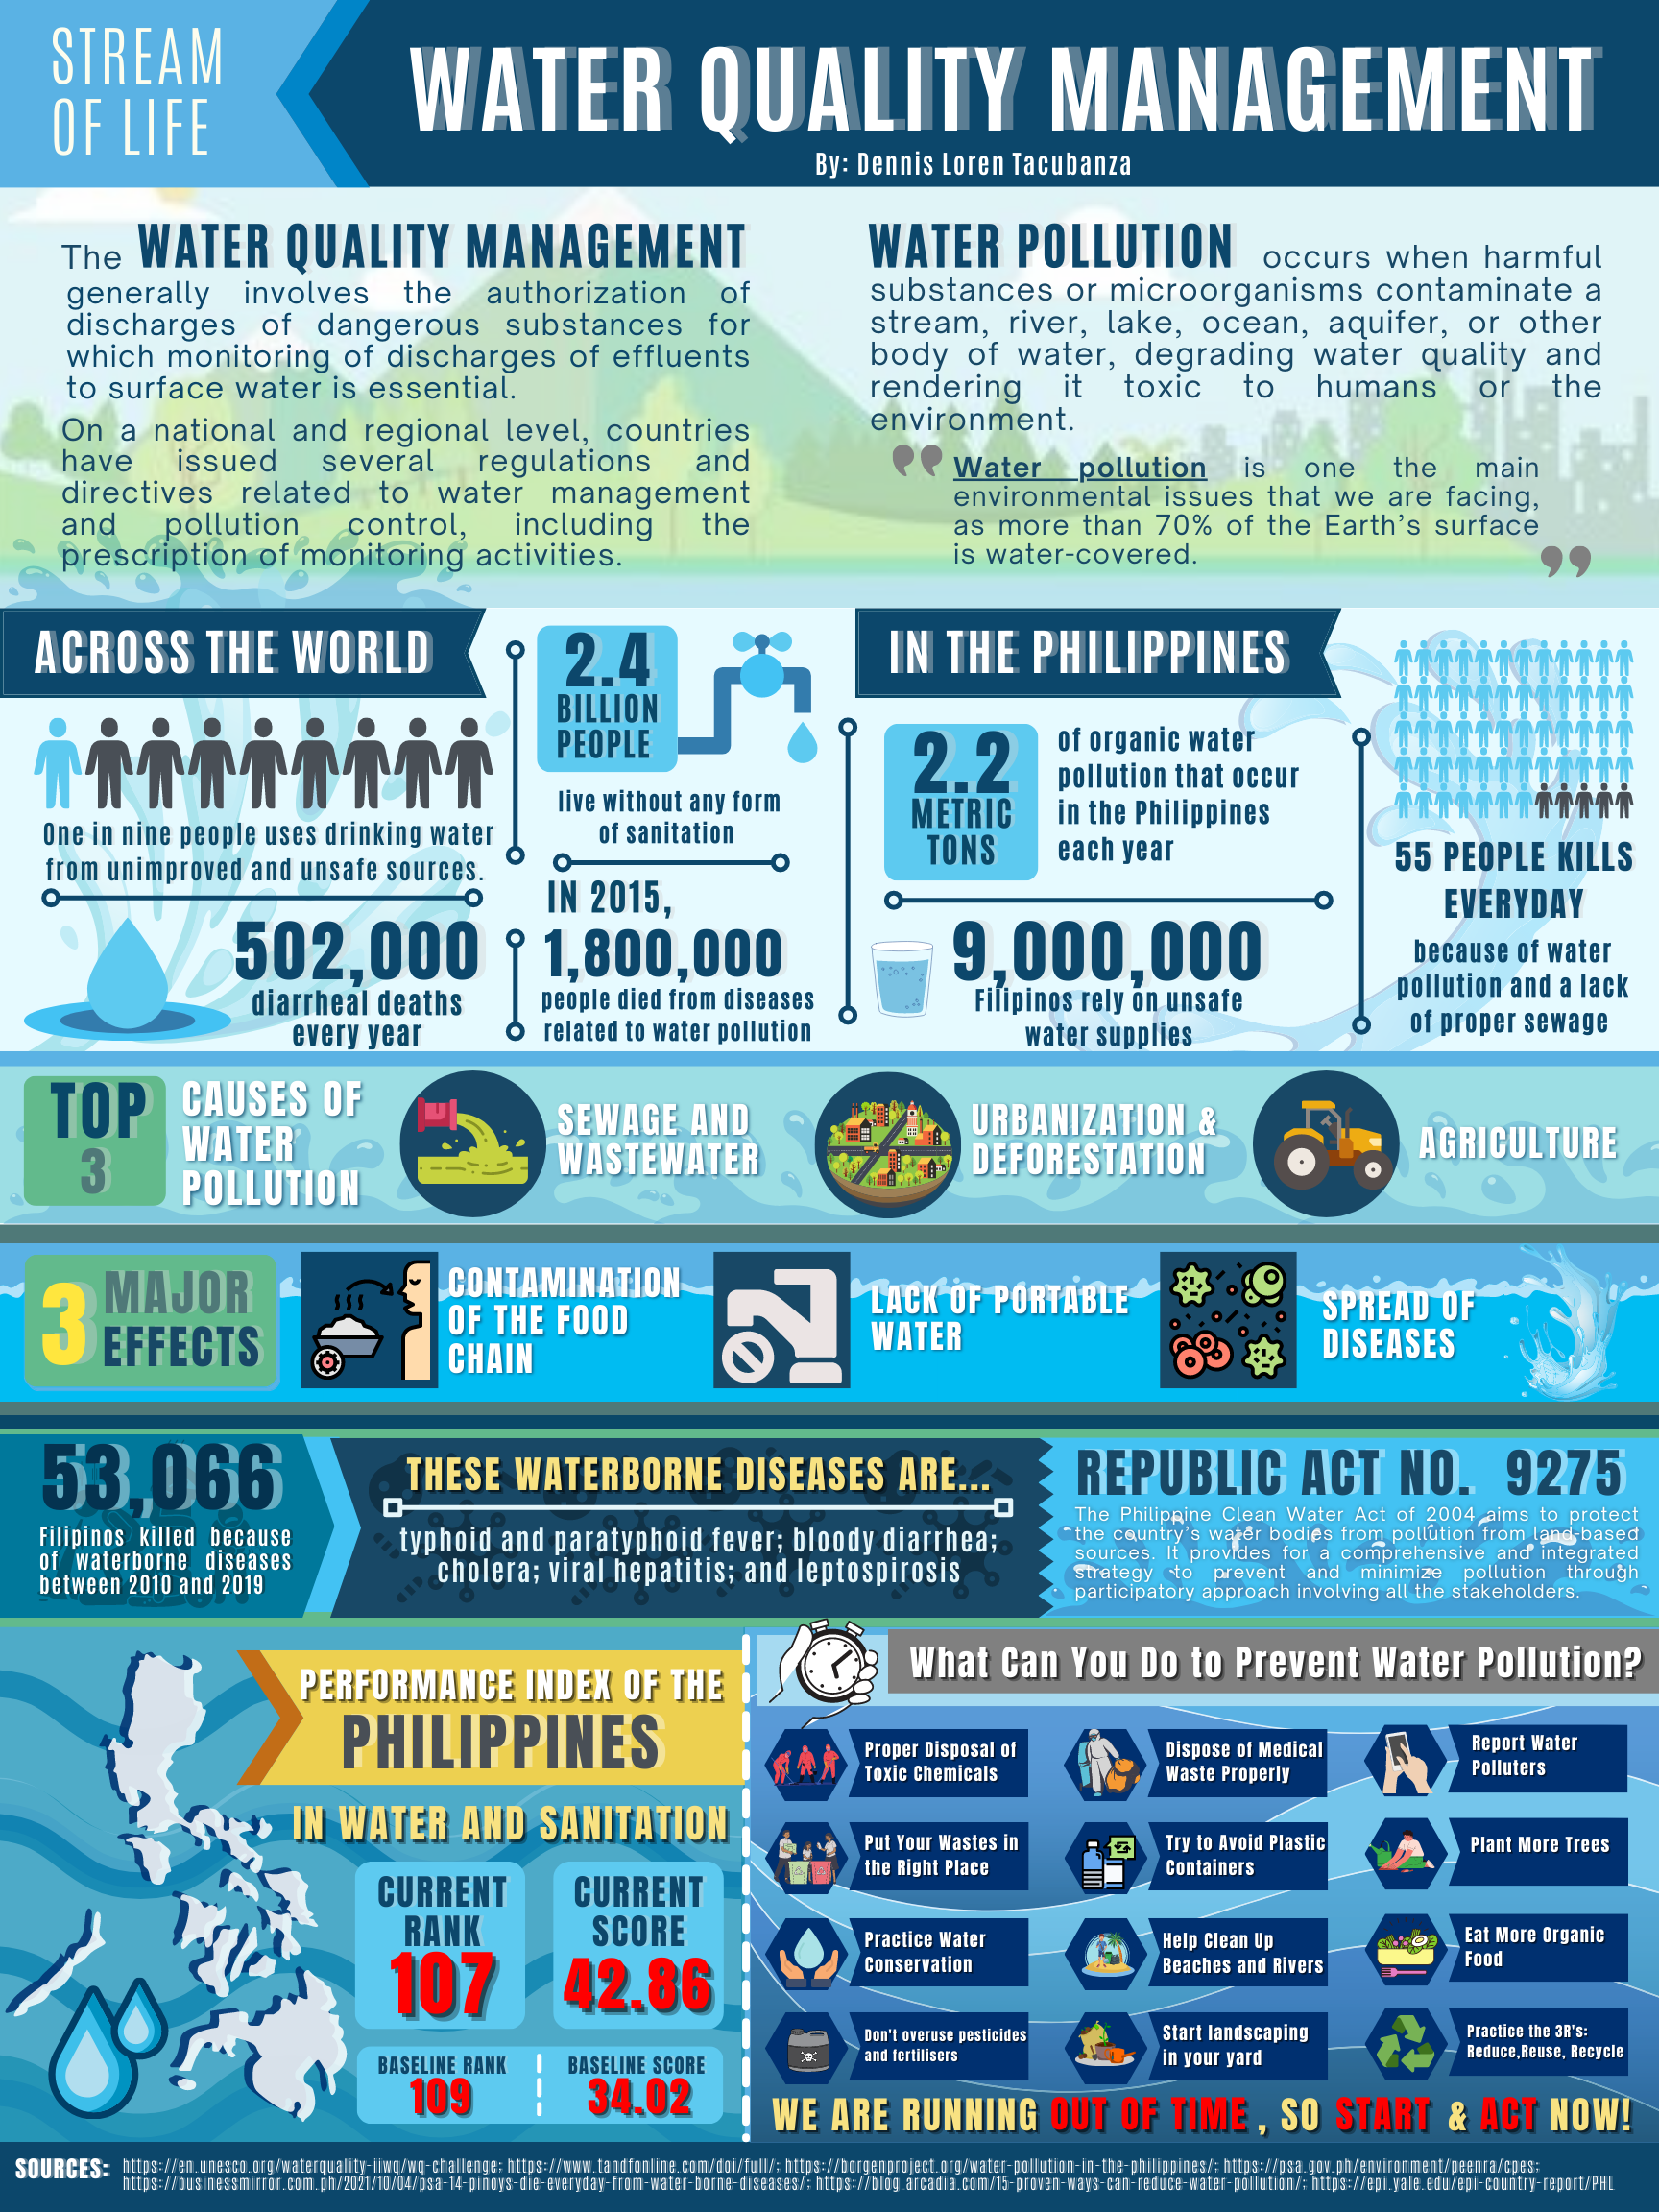 STREAM
OF LIFE
WATER QUALITY MANAGEMENT
By: Dennis Loren Tacubanza
The WATER QUALITY MANAGEMENT
generally involves the authorization of
discharges of dangerous substances for
which monitoring of discharges of effluents
to surface water is essential.
On a national and regional level, countries
have issued several regulations and
directives related to water management
and pollution control, including the
prescription of monitoring activities.
WATER POLLUTION occurs when harmful
substances or microorganisms contaminate a
stream, river, lake, ocean, aquifer, or other
body of water, degrading water quality and
rendering it toxic to humans or the
environment.
❞ Water pollution is one the main
environmental issues that we are facing,
as more than 70% of the Earth's surface
is water-covered. ❞
ACROSS THE WORLD
One in nine people uses drinking water
from unimproved and unsafe sources.
502,000
diarrheal deaths
every year
2.4
BILLION
PEOPLE
live without any form
of sanitation
IN 2015,
1,800,000
people died from diseases
related to water pollution
IN THE PHILIPPINES
2.2
METRIC
TONS
of organic water
pollution that occur
in the Philippines
each year
9,000,000
Filipinos rely on unsafe
water supplies
55 PEOPLE KILLS
EVERYDAY
because of water
pollution and a lack
of proper sewage
TOP
3
CAUSES OF
WATER
POLLUTION
SEWAGE AND
WASTEWATER
URBANIZATION &
DEFORESTATION
AGRICULTURE
3 MAJOR
EFFECTS
CONTAMINATION
OF THE FOOD
CHAIN
LACK OF PORTABLE
WATER
SPREAD OF
DISEASES
53,066
Filipinos killed because
of waterborne diseases
between 2010 and 2019
THESE WATERBORNE DISEASES ARE...
typhoid and paratyphoid fever; bloody diarrhea;
cholera; viral hepatitis; and leptospirosis
REPUBLIC ACT NO. 9275
The Philippine Clean Water Act of 2004 aims to protect
the country's water bodies from pollution from land-based
sources. It provides for a comprehensive and integrated
strategy to prevent and minimize pollution through
participatory approach involving all the stakeholders.
PERFORMANCE INDEX OF THE
PHILIPPINES
IN WATER AND SANITATION
CURRENT
RANK
107
CURRENT
SCORE
42.86
BASELINE RANK
109
BASELINE SCORE
34.02
What Can You Do to Prevent Water Pollution?
Proper Disposal of
Toxic Chemicals
Dispose of Medical
Waste Properly
Report Water
Polluters
Put Your Wastes in
the Right Place
Try to Avoid Plastic
Containers
Plant More Trees
Practice Water
Conservation
Help Clean Up
Beaches and Rivers
Eat More Organic
Food
Don't overuse pesticides
and fertilisers
Start landscaping
in your yard
Practice the 3R's:
Reduce,Reuse, Recycle
WE ARE RUNNING OUT OF TIME , SO START & ACT NOW!
SOURCES: https://en.unesco.org/waterquality-iiwq/wq-challenge; https://www.tandfonline.com/doi/full/; https://borgenproject.org/water-pollution-in-the-philippines/; https://psa.gov.ph/environment/peenra/cpes;
https://businessmirror.com.ph/2021/10/04/psa-14-pinoys-die-everyday-from-water-borne-diseases/; https://blog.arcadia.com/15-proven-ways-can-reduce-water-pollution/; https://epi.yale.edu/epi-country-report/PHL